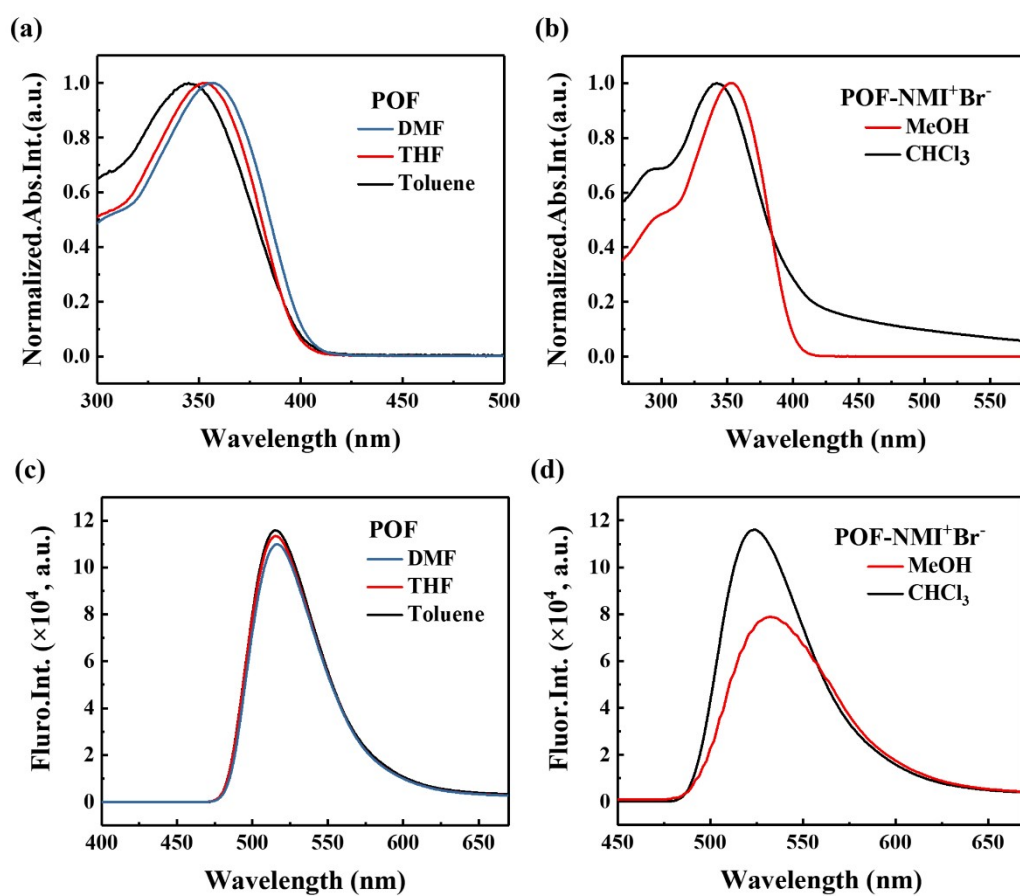 (a)
Normalized.Abs.Int.(a.u.)
1.0
0.8
0.6
0.4
0.2
0.0
POF
DMF
THF
Toluene
300
350
400
450
500
Wavelength (nm)
(b)
Normalized.Abs.Int.(a.u.)
1.0
0.8
0.6
0.4
0.2
0.0
POF-NMI⁺Br⁻
MeOH
CHCl₃
300
350
400
450
500
550
Wavelength (nm)
(c)
Fluro.Int. (×10⁴, a.u.)
12
10
8
6
4
2
0
POF
DMF
THF
Toluene
400
450
500
550
600
650
Wavelength (nm)
(d)
Fluor.Int. (×10⁴, a.u.)
12
10
8
6
4
2
0
POF-NMI⁺Br⁻
MeOH
CHCl₃
450
500
550
600
650
Wavelength (nm)